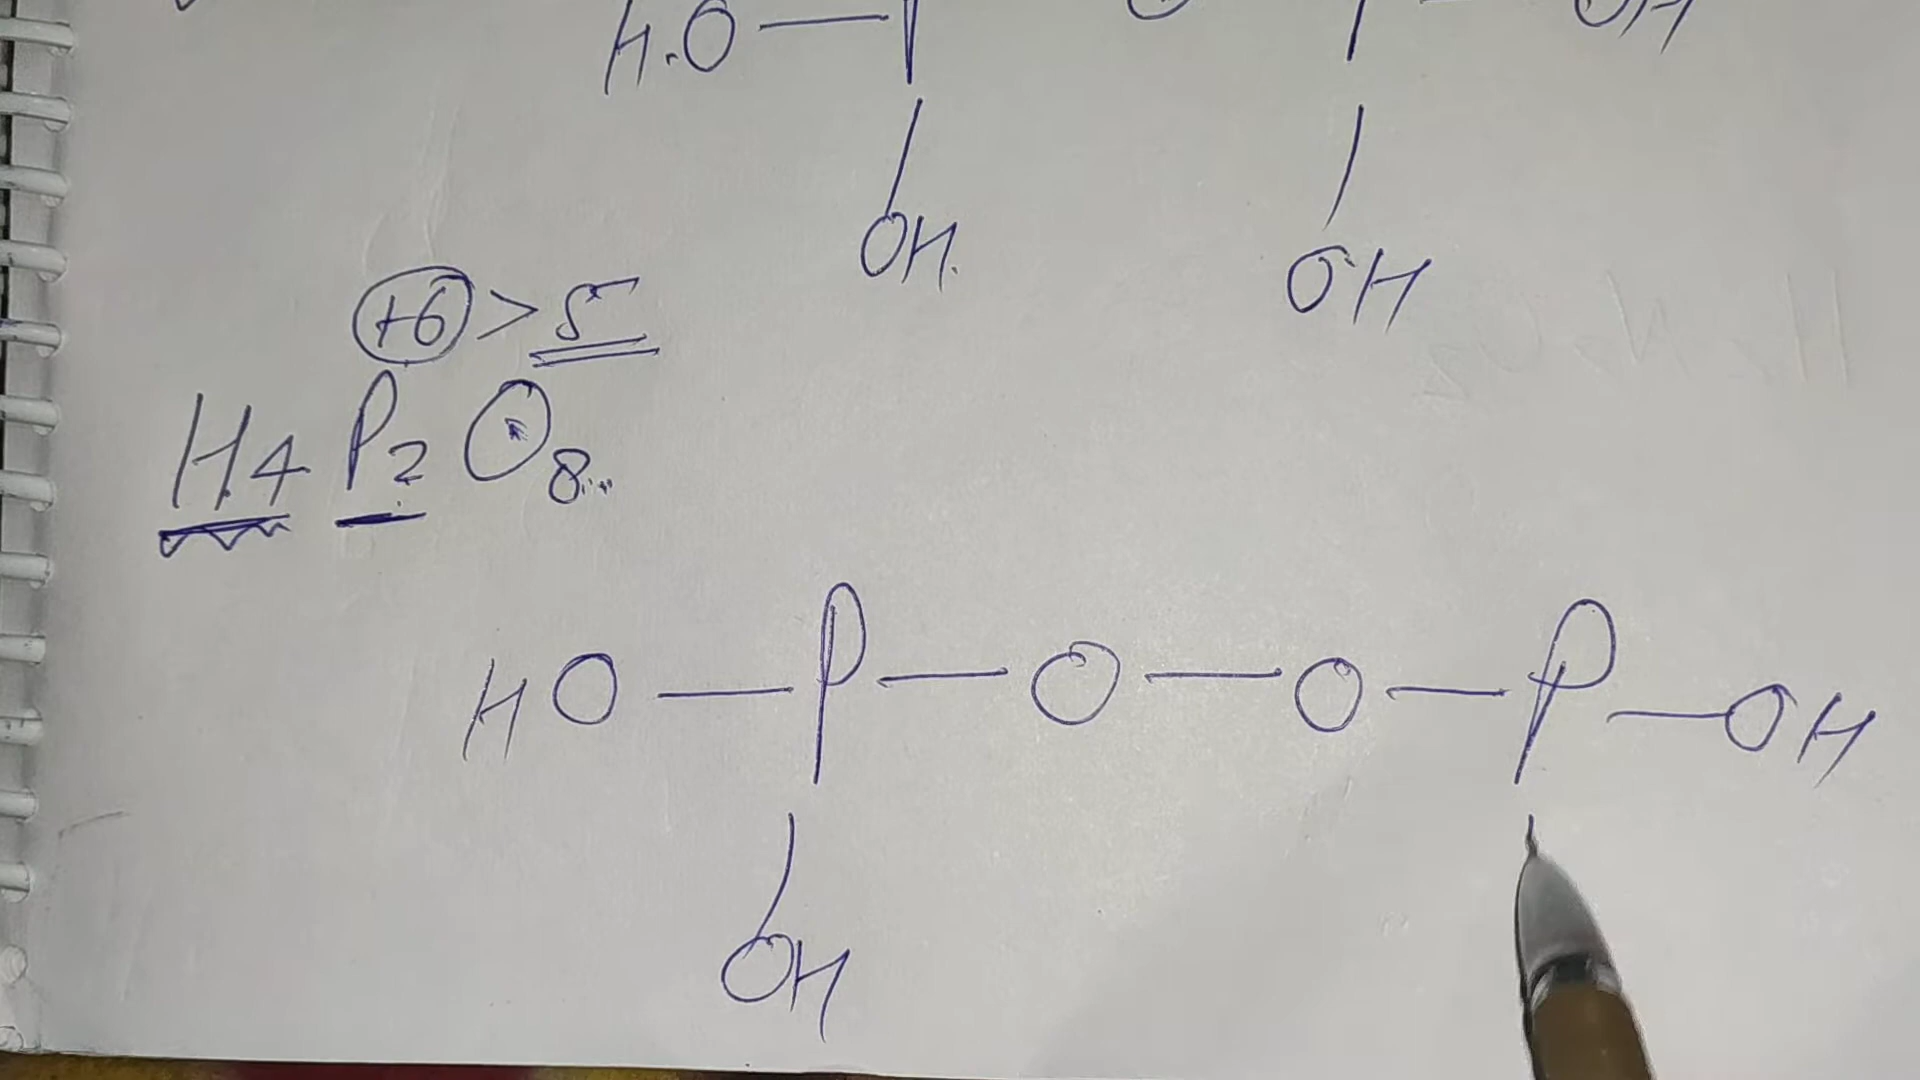 H.O — O OH
OH. OH
+6 > 5
H4 P2 O8..
HO — P — O — O — P — OH
OH